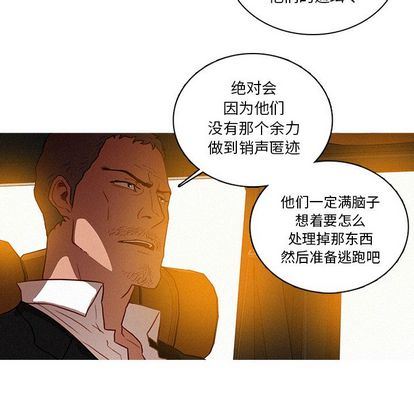 绝对会
因为他们
没有那个余力
做到销声匿迹
他们一定满脑子
想着要怎么
处理掉那东西
然后准备逃跑吧